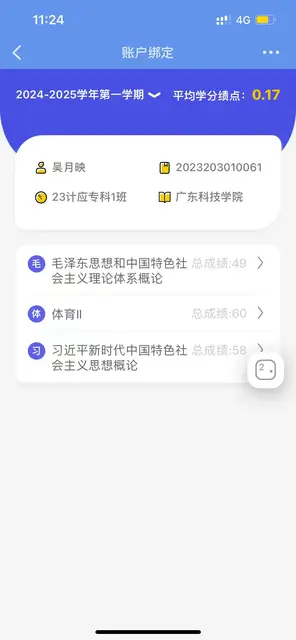 11:24
4G
账户绑定
2024-2025学年第一学期
平均学分绩点：0.17
吴月映
2023203010061
23计应专科1班
广东科技学院
毛
毛泽东思想和中国特色社
会主义理论体系概论
总成绩:49
体
体育II
总成绩:60
习
习近平新时代中国特色社
会主义思想概论
总成绩:58
2